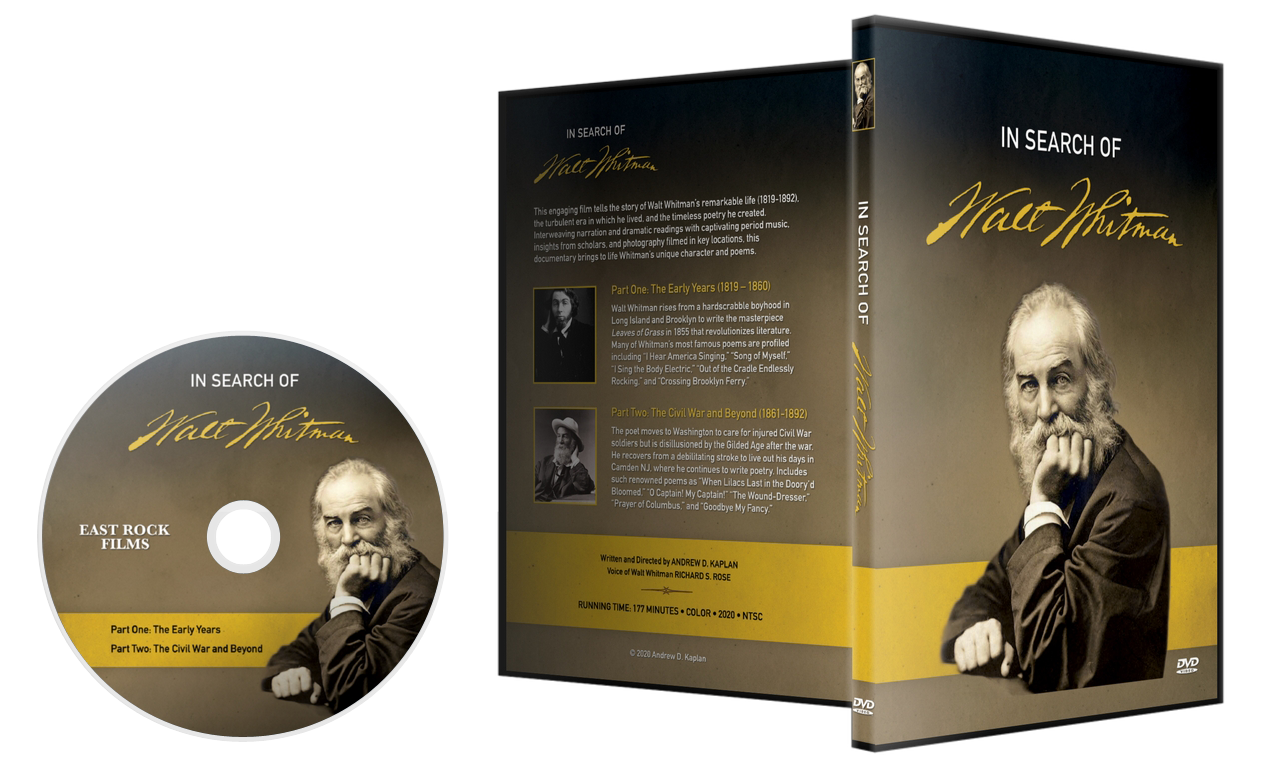 IN SEARCH OF
Walt Whitman
EAST ROCK
FILMS
Part One: The Early Years
Part Two: The Civil War and Beyond
IN SEARCH OF
Walt Whitman
This engaging film tells the story of Walt Whitman's remarkable life (1819-1892),
the turbulent era in which he lived, and the timeless poetry he created.
Interweaving narration and dramatic readings with captivating period music,
insights from scholars, and photography filmed in key locations, this
documentary brings to life Whitman's unique character and poems.
Part One: The Early Years (1819 – 1860)
Walt Whitman rises from a hardscrabble boyhood in
Long Island and Brooklyn to write the masterpiece
Leaves of Grass in 1855 that revolutionizes literature.
Many of Whitman's most famous poems are profiled
including "I Hear America Singing," "Song of Myself,"
"I Sing the Body Electric," "Out of the Cradle Endlessly
Rocking," and "Crossing Brooklyn Ferry."
Part Two: The Civil War and Beyond (1861-1892)
The poet moves to Washington to care for injured Civil War
soldiers but is disillusioned by the Gilded Age after the war.
He recovers from a debilitating stroke to live out his days in
Camden NJ, where he continues to write poetry. Includes
such renowned poems as "When Lilacs Last in the Doory'd
Bloomed," "O Captain! My Captain!" "The Wound-Dresser,"
"Prayer of Columbus," and "Goodbye My Fancy."
Written and Directed by ANDREW D. KAPLAN
Voice of Walt Whitman RICHARD S. ROSE
RUNNING TIME: 177 MINUTES • COLOR • 2020 • NTSC
© 2020 Andrew D. Kaplan
IN SEARCH OF
Walt Whitman
DVD
VIDEO
IN SEARCH OF
Walt Whitman
DVD
VIDEO